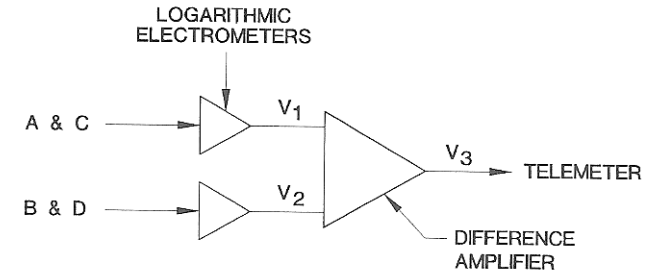 LOGARITHMIC
ELECTROMETERS
A & C
V1
V3
TELEMETER
B & D
V2
DIFFERENCE
AMPLIFIER